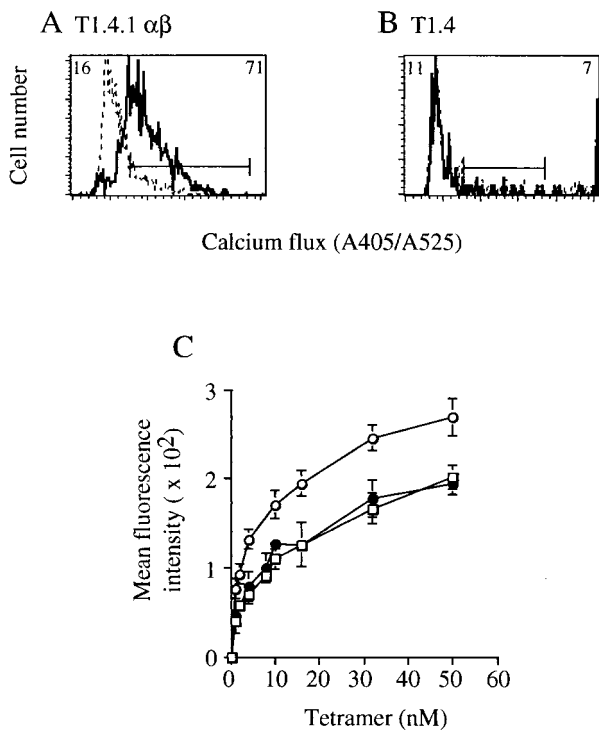 A T1.4.1 αβ
B T1.4
16 71
11 7
Cell number
Calcium flux (A405/A525)
C
Mean fluorescence
intensity ( x 10²)
3
2
1
0
0 10 20 30 40 50 60
Tetramer (nM)